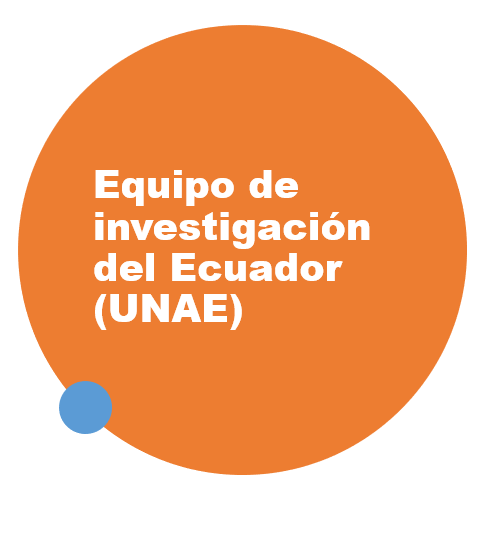 Equipo de
investigación
del Ecuador
(UNAE)